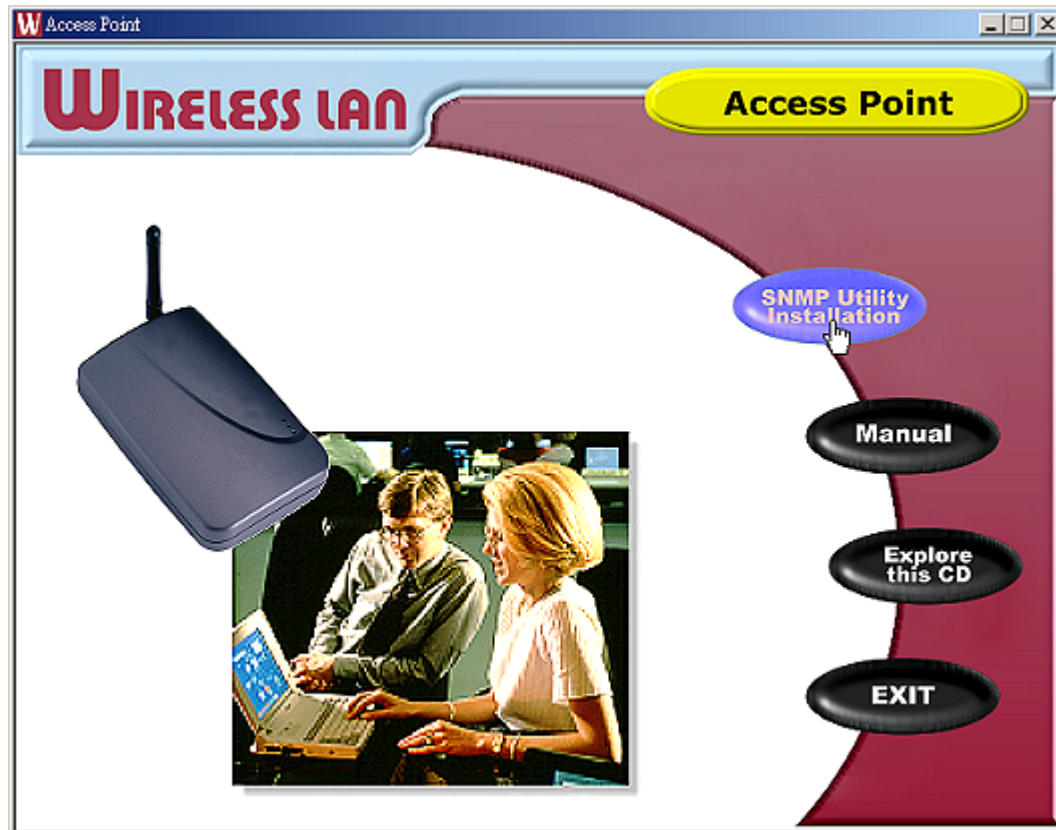 Access Point
WIRELESS LAN
Access Point
SNMP Utility
Installation
Manual
Explore
this CD
EXIT